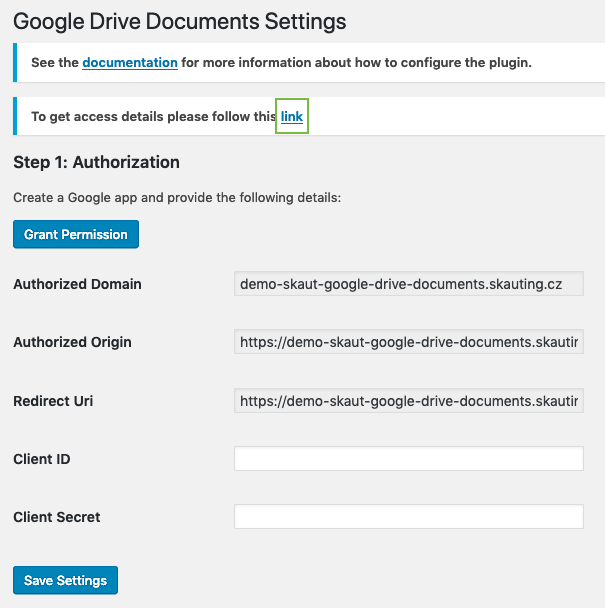 Google Drive Documents Settings
See the documentation for more information about how to configure the plugin.
To get access details please follow this link
Step 1: Authorization
Create a Google app and provide the following details:
Grant Permission
Authorized Domain demo-skaut-google-drive-documents.skauting.cz
Authorized Origin https://demo-skaut-google-drive-documents.skautin
Redirect Uri https://demo-skaut-google-drive-documents.skautin
Client ID
Client Secret
Save Settings